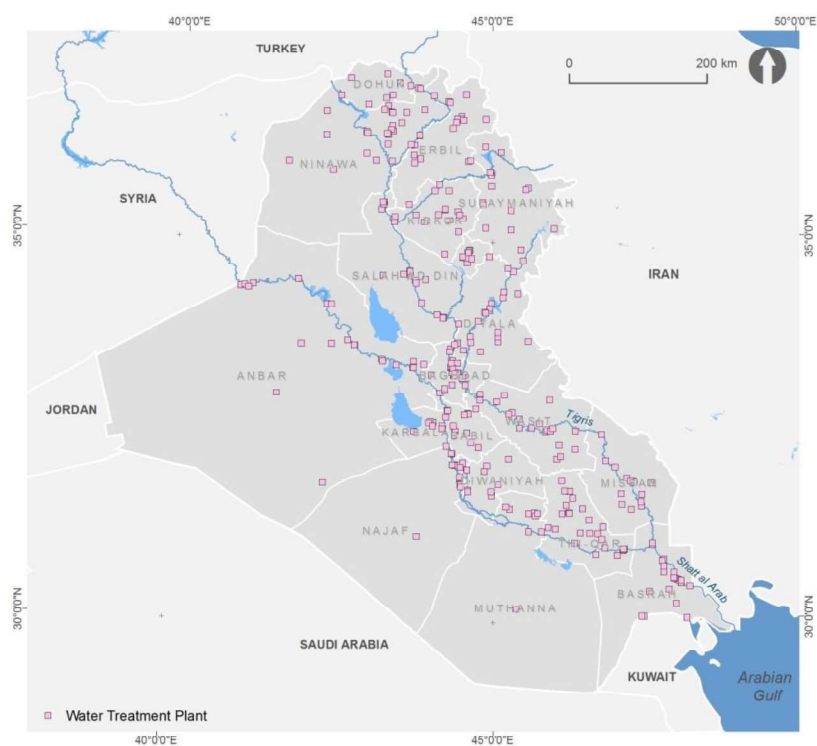 40°0'0"E 45°0'0"E 50°0'0"E
TURKEY
0 200 km
DOHUK
ERBIL
NINAWA
SYRIA
SULAYMANIYAH
35°0'0"N 35°0'0"N
KIRKUK
SALAH AD DIN
IRAN
DIYALA
ANBAR
BAGHDAD
JORDAN
Tigris
WASIT
KARBALA
BABIL
DIWANIYAH
MISSAN
NAJAF
THI-QAR
Shatt al Arab
BASRAH
30°0'0"N 30°0'0"N
MUTHANNA
SAUDI ARABIA
KUWAIT
Arabian
Gulf
Water Treatment Plant
40°0'0"E 45°0'0"E